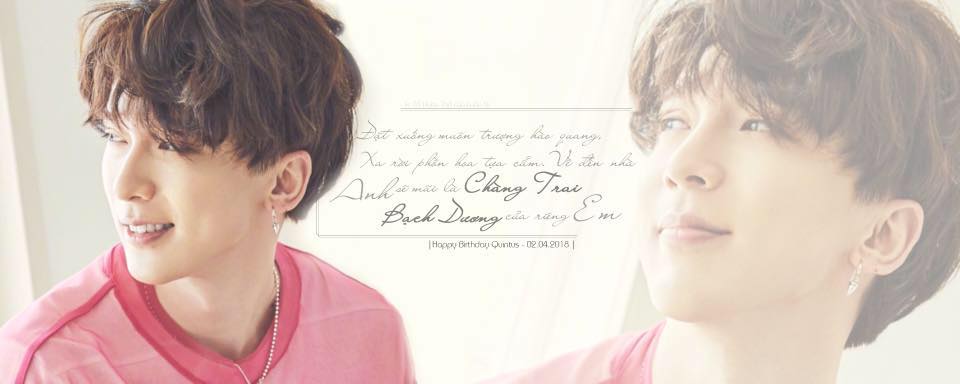 Đặt xuống muôn trượng hào quang,
Xa rời phồn hoa tựa cẩm. Về đến nhà
Anh sẽ mãi là Chàng Trai
Bạch Dương của riêng Em
|Happy Birthday Quintus - 02.04.2018 |